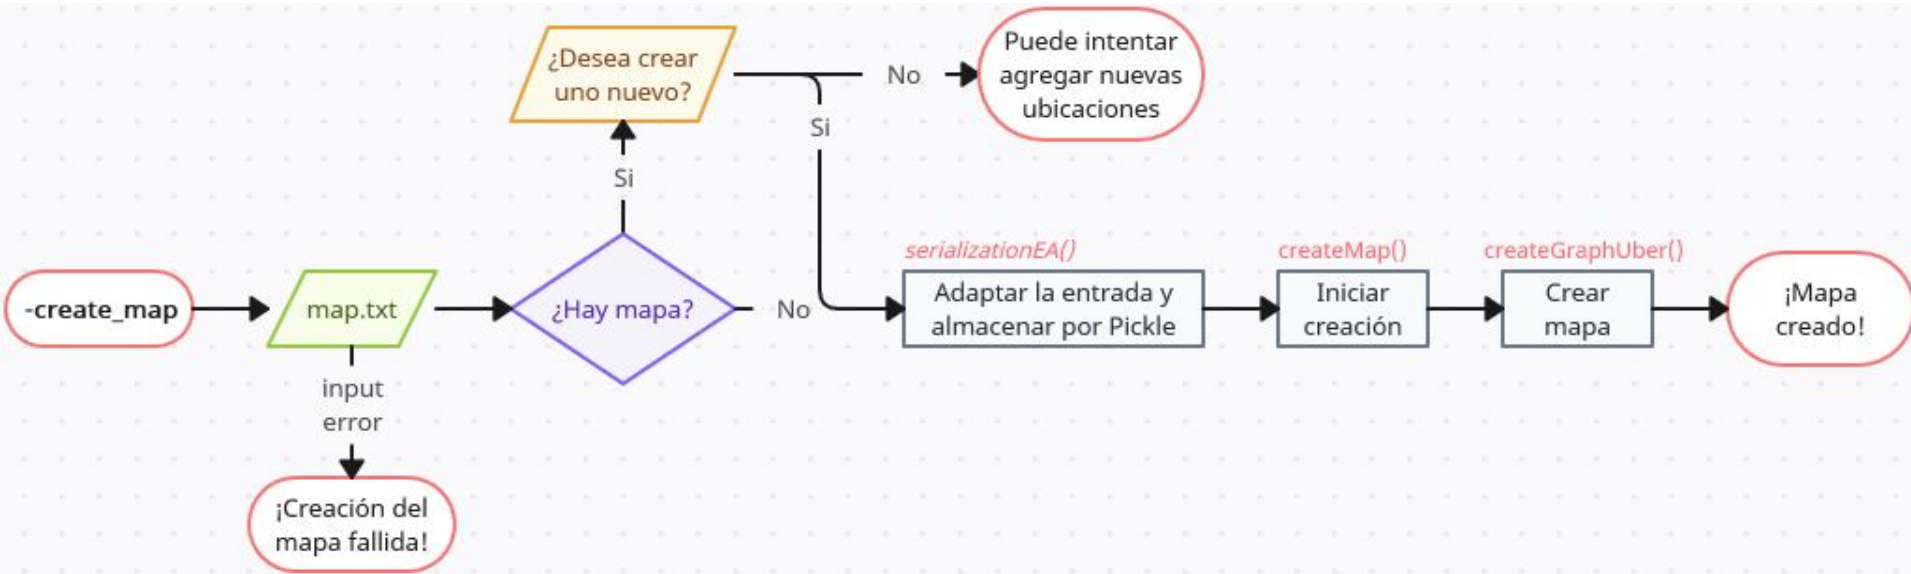 -create_map
map.txt
input
error
¡Creación del
mapa fallida!
¿Hay mapa?
Si
¿Desea crear
uno nuevo?
No
Puede intentar
agregar nuevas
ubicaciones
Si
No
serializationEA()
Adaptar la entrada y
almacenar por Pickle
createMap()
Iniciar
creación
createGraphUber()
Crear
mapa
¡Mapa
creado!